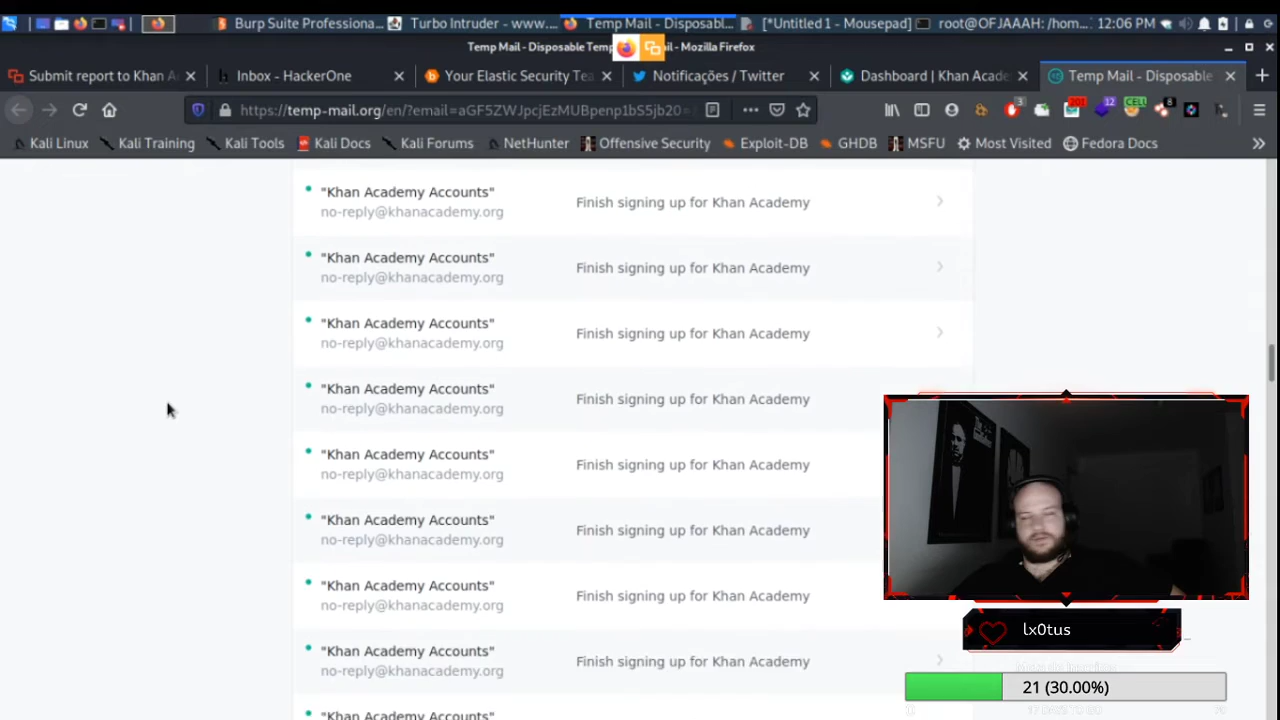 Burp Suite Professiona...
Turbo Intruder - www....
Temp Mail - Disposabl...
[*Untitled 1 - Mousepad]
root@OFJAAAH: /hom...
12:06 PM
Temp Mail - Disposable Temp
il - Mozilla Firefox
Submit report to Khan A
Inbox - HackerOne
Your Elastic Security Tea
Notificações / Twitter
Dashboard | Khan Acade
Temp Mail - Disposable
https://temp-mail.org/en/?email=aGF5ZWJpcjEzMUBpenp1bS5jb20=
3
201
12
CELL
8
Kali Linux
Kali Training
Kali Tools
Kali Docs
Kali Forums
NetHunter
Offensive Security
Exploit-DB
GHDB
MSFU
Most Visited
Fedora Docs
"Khan Academy Accounts"
no-reply@khanacademy.org
Finish signing up for Khan Academy
"Khan Academy Accounts"
no-reply@khanacademy.org
Finish signing up for Khan Academy
"Khan Academy Accounts"
no-reply@khanacademy.org
Finish signing up for Khan Academy
"Khan Academy Accounts"
no-reply@khanacademy.org
Finish signing up for Khan Academy
"Khan Academy Accounts"
no-reply@khanacademy.org
Finish signing up for Khan Academy
"Khan Academy Accounts"
no-reply@khanacademy.org
Finish signing up for Khan Academy
"Khan Academy Accounts"
no-reply@khanacademy.org
Finish signing up for Khan Academy
"Khan Academy Accounts"
no-reply@khanacademy.org
Finish signing up for Khan Academy
"Khan Academy Accounts"
lx0tus
21 (30.00%)